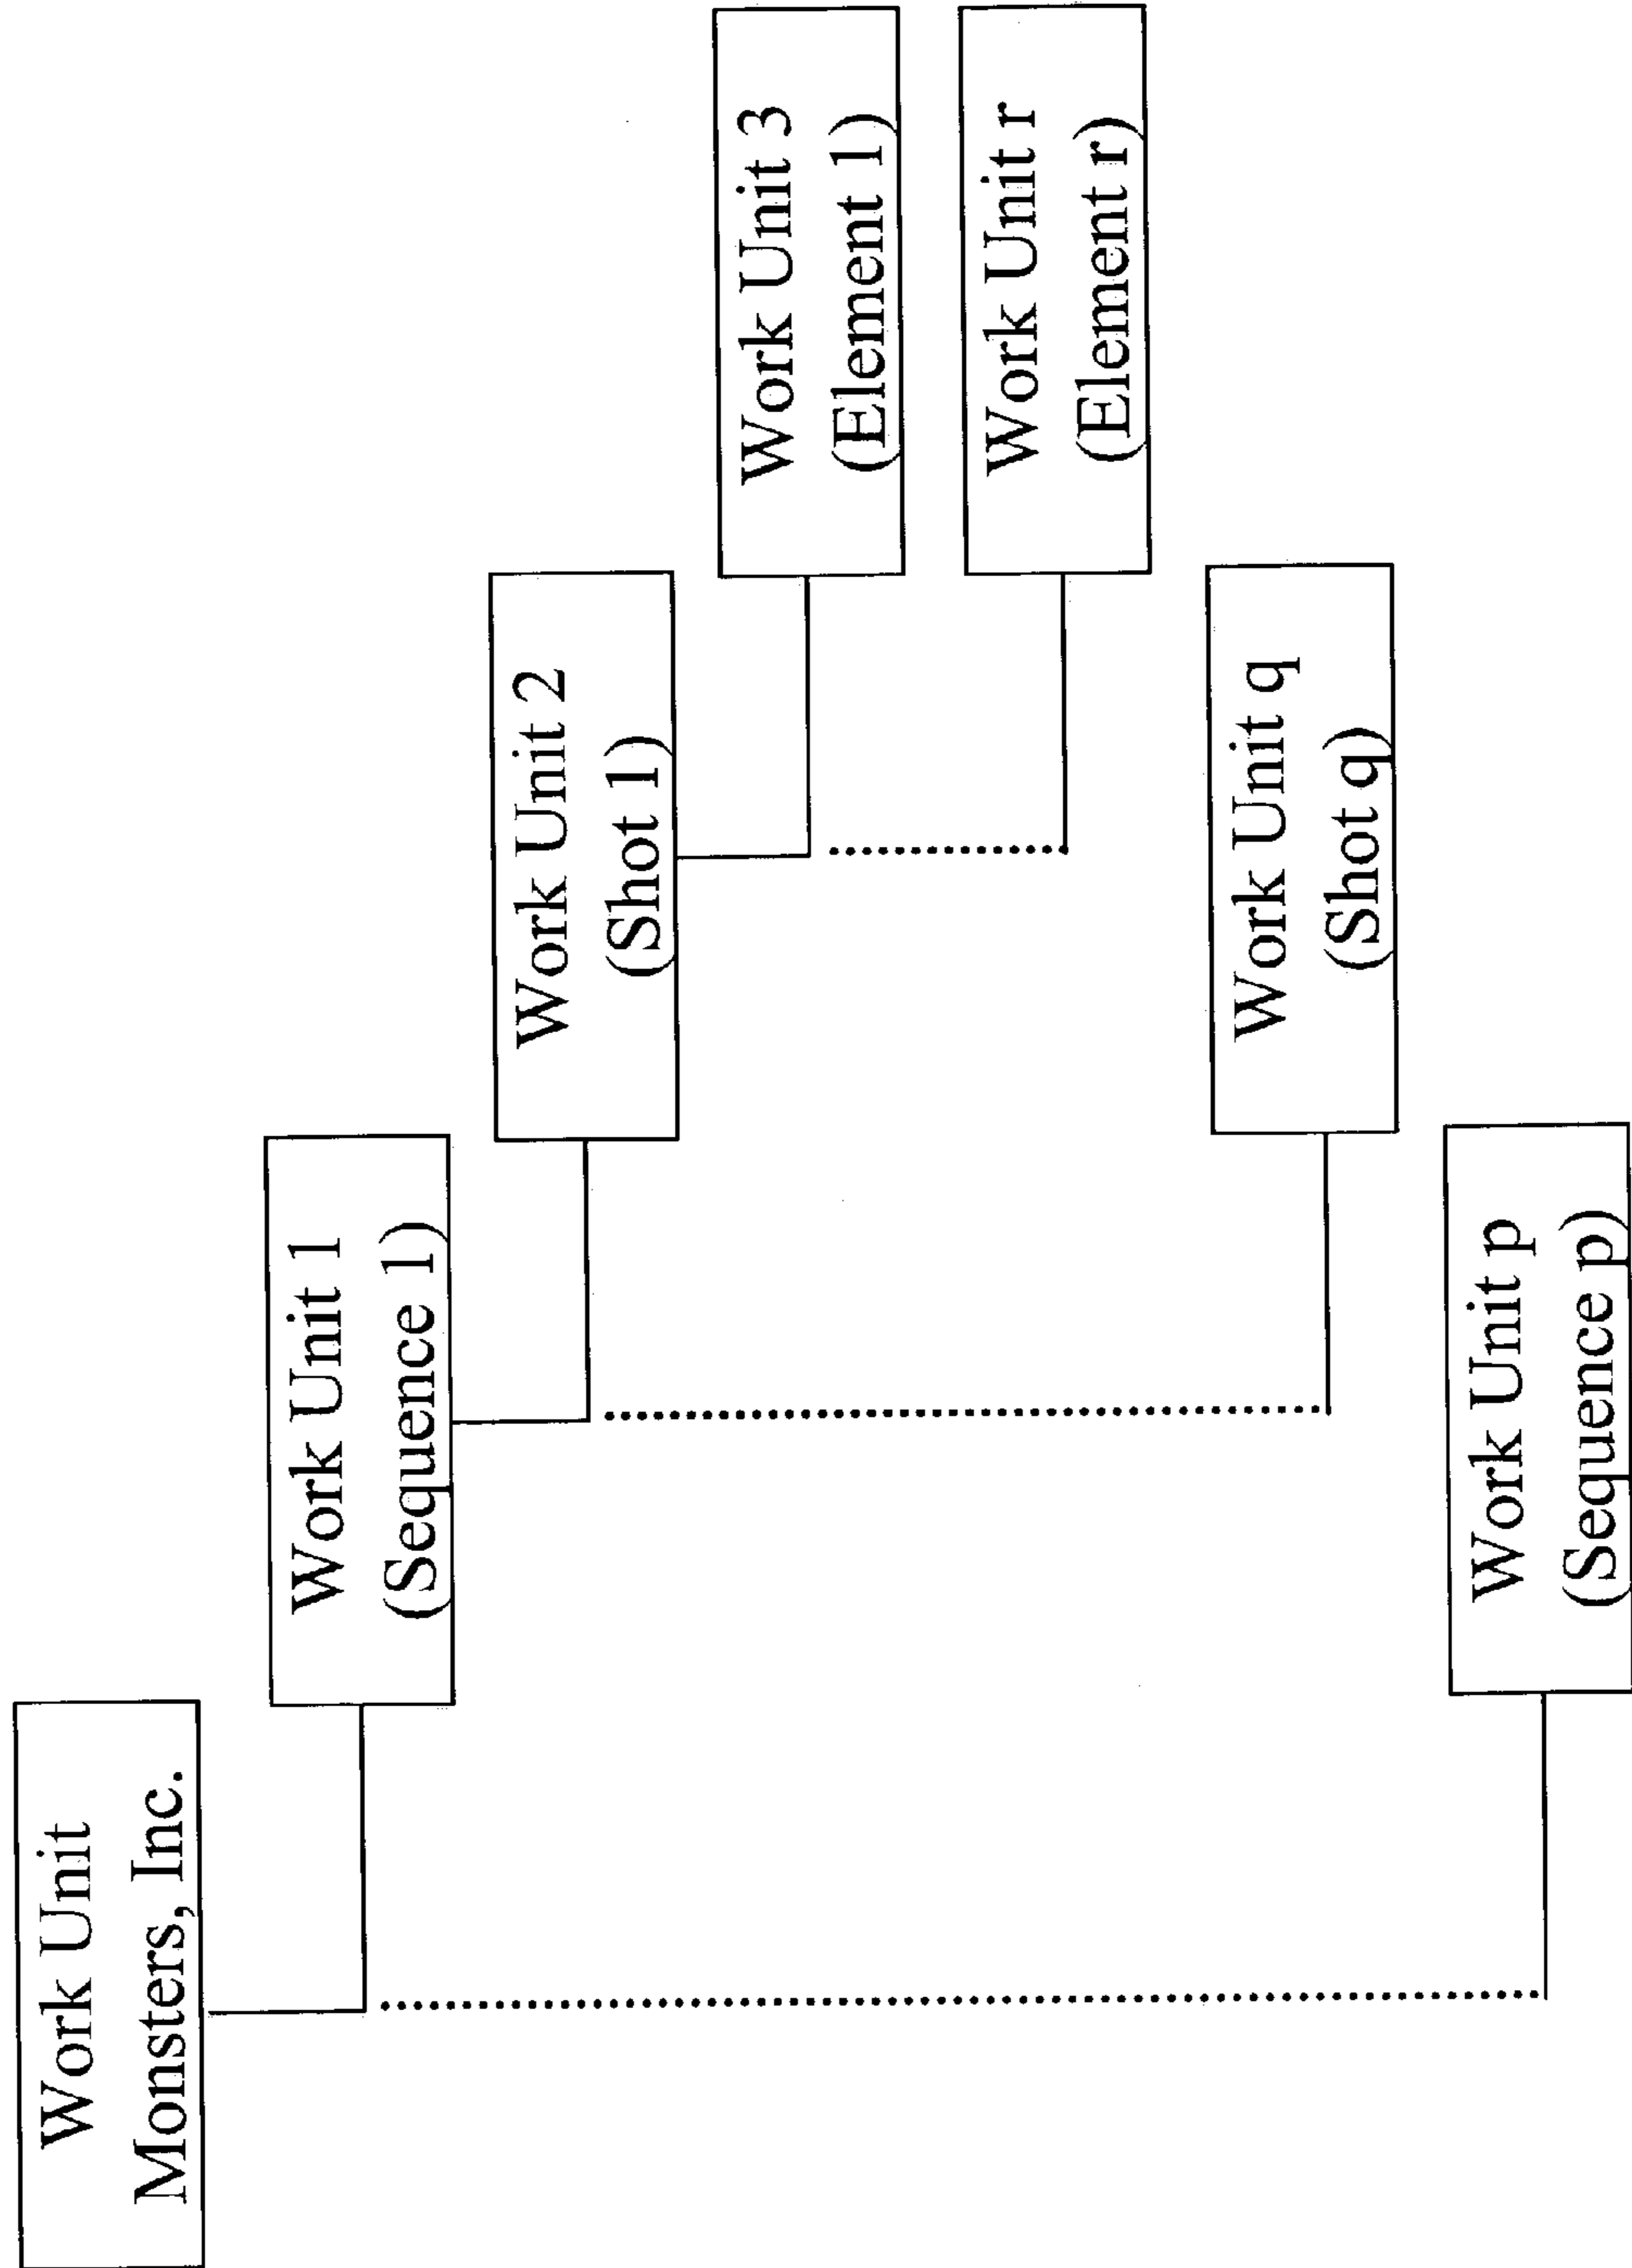 Work Unit
Monsters, Inc.
Work Unit 1
(Sequence 1)
Work Unit 2
(Shot 1)
Work Unit 3
(Element 1)
Work Unit r
(Element r)
Work Unit q
(Shot q)
Work Unit p
(Sequence p)